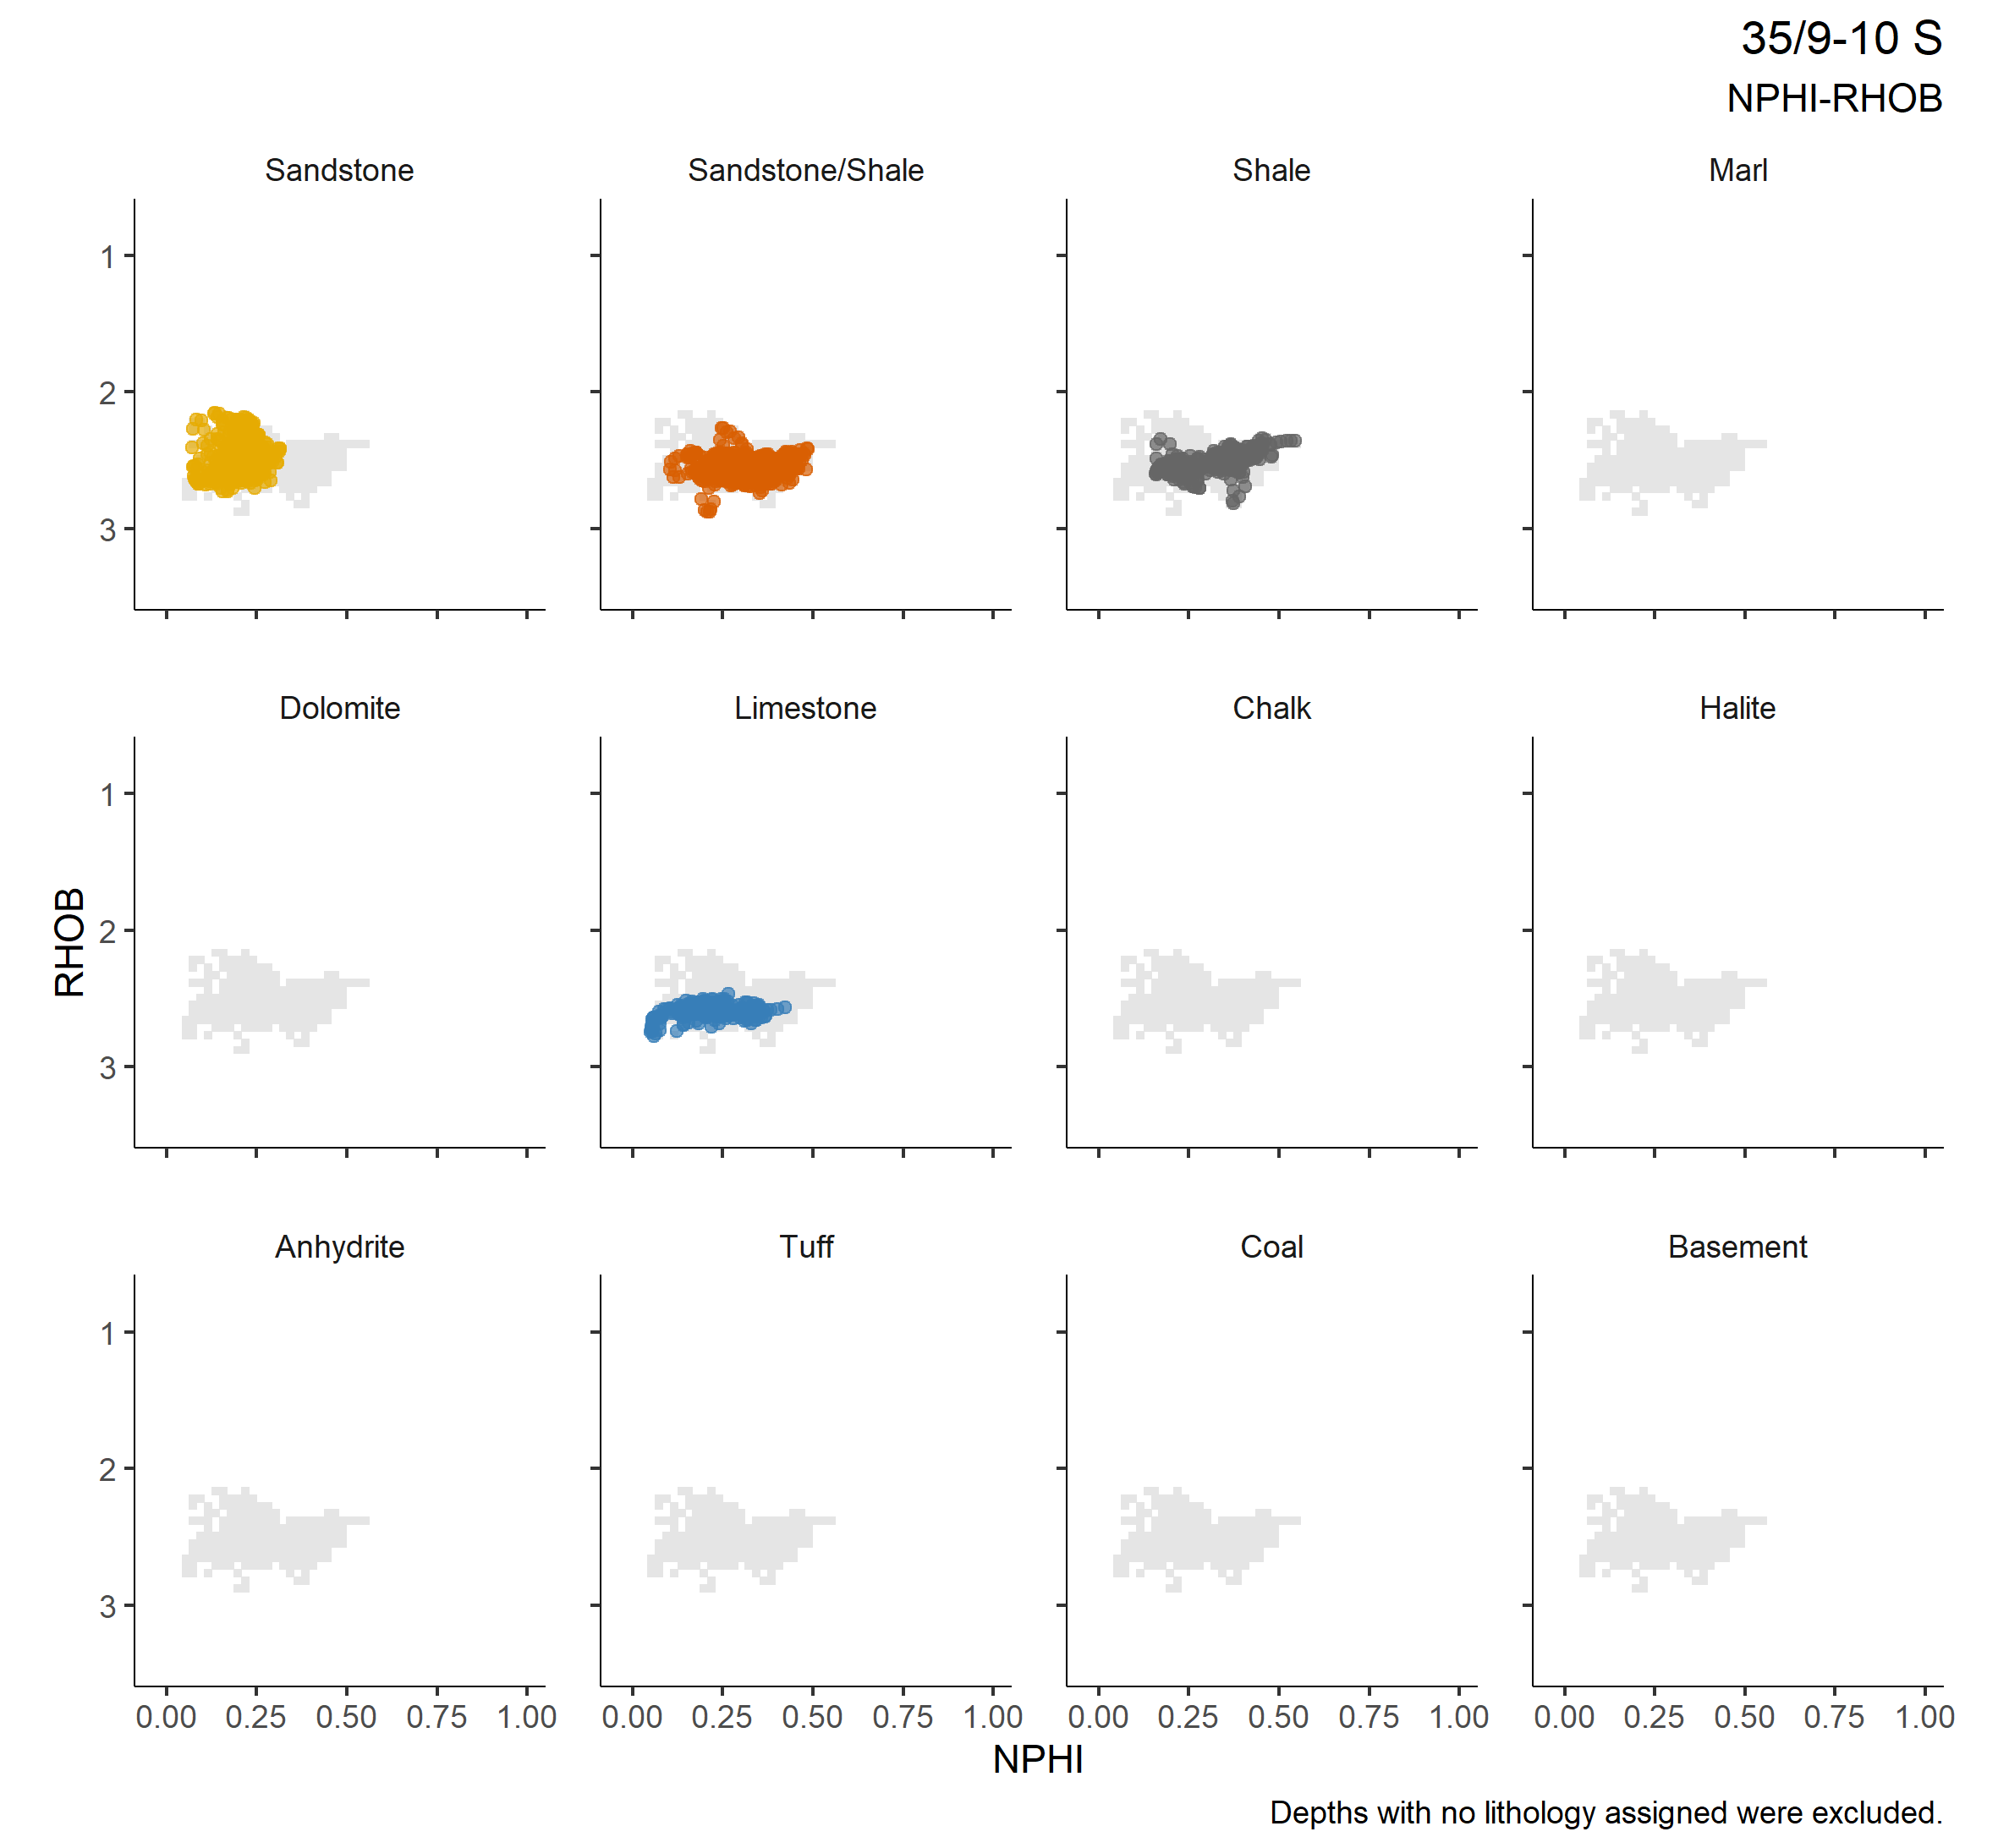 35/9-10 S
NPHI-RHOB
Sandstone Sandstone/Shale Shale Marl
1
2
3
Dolomite Limestone Chalk Halite
RHOB
1
2
3
Anhydrite Tuff Coal Basement
1
2
3
0.00 0.25 0.50 0.75 1.00 0.00 0.25 0.50 0.75 1.00 0.00 0.25 0.50 0.75 1.00 0.00 0.25 0.50 0.75 1.00
NPHI
Depths with no lithology assigned were excluded.